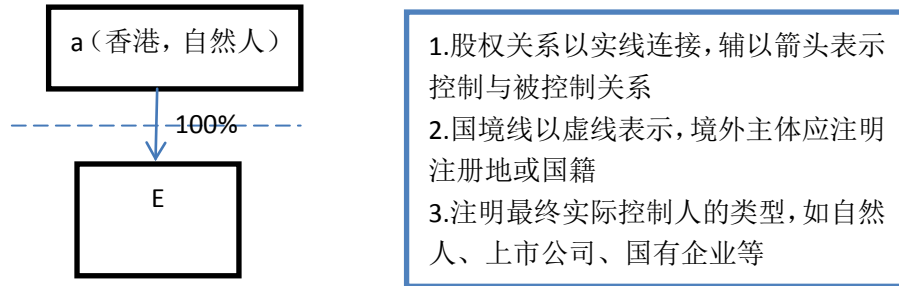 a（香港，自然人）
100%
E
1.股权关系以实线连接，辅以箭头表示
控制与被控制关系
2.国境线以虚线表示，境外主体应注明
注册地或国籍
3.注明最终实际控制人的类型，如自然
人、上市公司、国有企业等